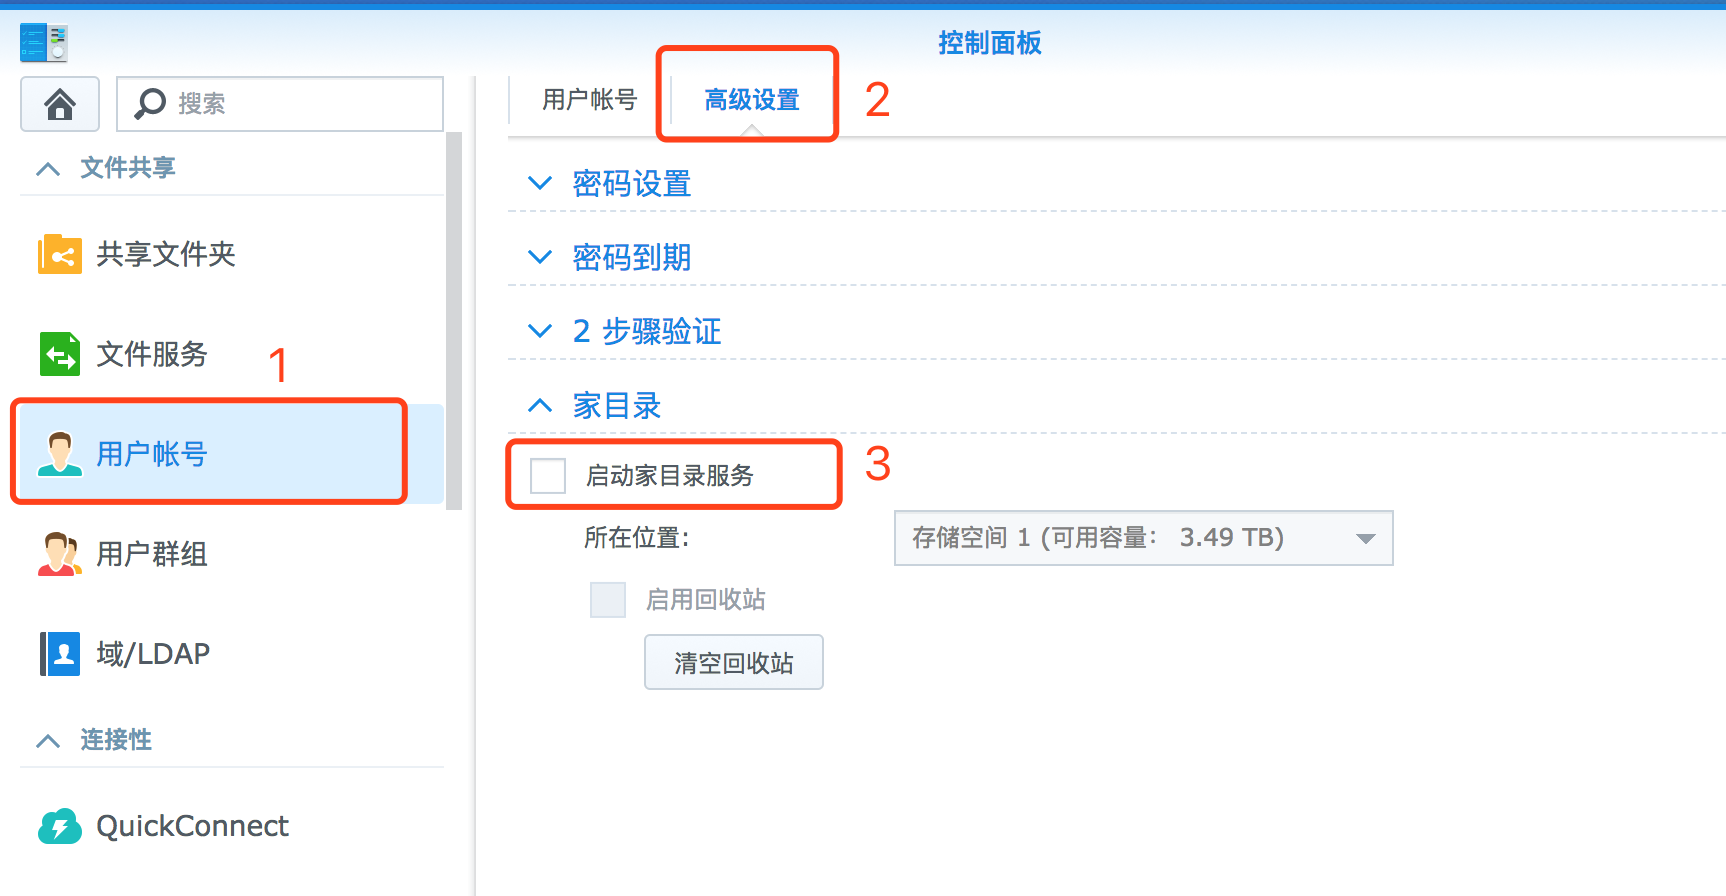 控制面板
搜索
文件共享
共享文件夹
文件服务
1
用户帐号
用户群组
域/LDAP
连接性
QuickConnect
用户帐号
高级设置
2
密码设置
密码到期
2 步骤验证
家目录
启动家目录服务
3
所在位置:
存储空间 1 (可用容量: 3.49 TB)
启用回收站
清空回收站